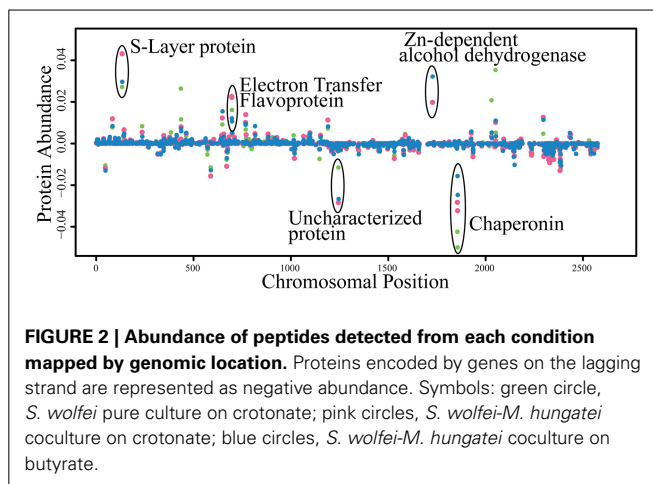 S-Layer protein
Zn-dependent
alcohol dehydrogenase
Electron Transfer
Flavoprotein
Uncharacterized
protein
Chaperonin
Protein Abundance
0.04
0.02
0.00
-0.02
-0.04
0
500
1000
1500
2000
2500
Chromosomal Position
FIGURE 2 | Abundance of peptides detected from each condition
mapped by genomic location. Proteins encoded by genes on the lagging
strand are represented as negative abundance. Symbols: green circle,
S. wolfei pure culture on crotonate; pink circles, S. wolfei-M. hungatei
coculture on crotonate; blue circles, S. wolfei-M. hungatei coculture on
butyrate.